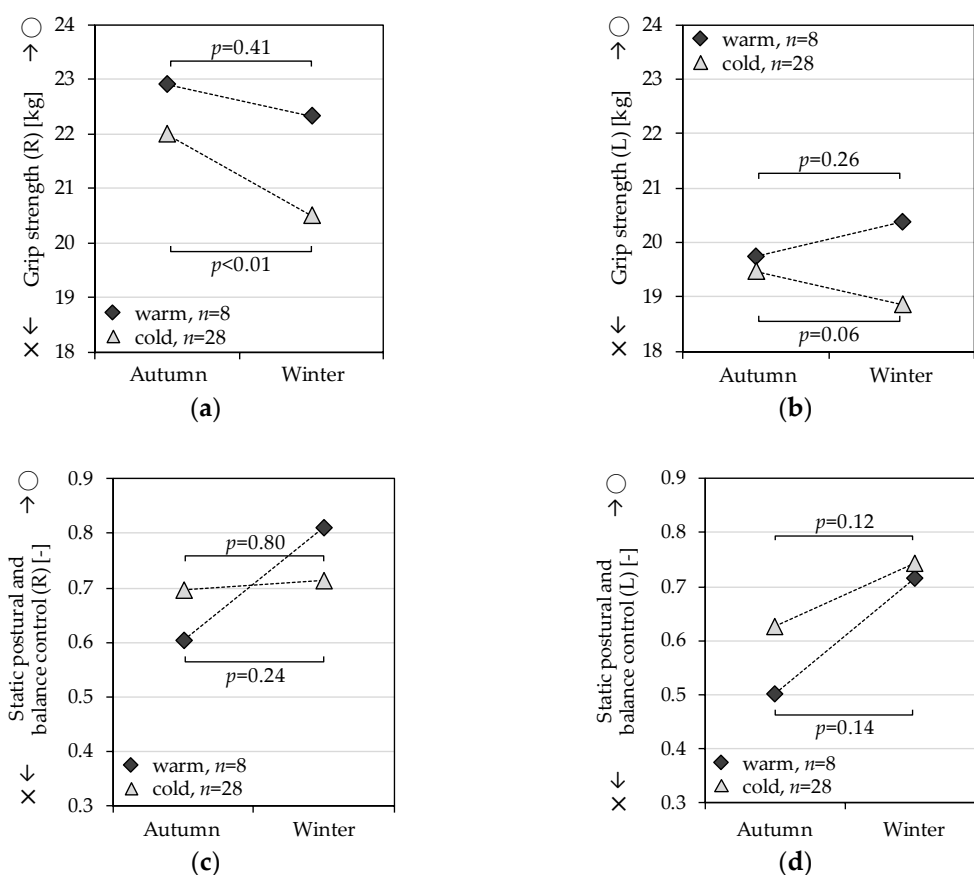 Grip strength (R) [kg]
× ← → ○
24
23
22
21
20
19
18
p=0.41
p<0.01
warm, n=8
cold, n=28
Autumn Winter
(a)
Grip strength (L) [kg]
× ← → ○
24
23
22
21
20
19
18
warm, n=8
cold, n=28
p=0.26
p=0.06
Autumn Winter
(b)
Static postural and
balance control (R) [-]
× ← → ○
0.9
0.8
0.7
0.6
0.5
0.4
0.3
p=0.80
p=0.24
warm, n=8
cold, n=28
Autumn Winter
(c)
Static postural and
balance control (L) [-]
× ← → ○
0.9
0.8
0.7
0.6
0.5
0.4
0.3
p=0.12
p=0.14
warm, n=8
cold, n=28
Autumn Winter
(d)